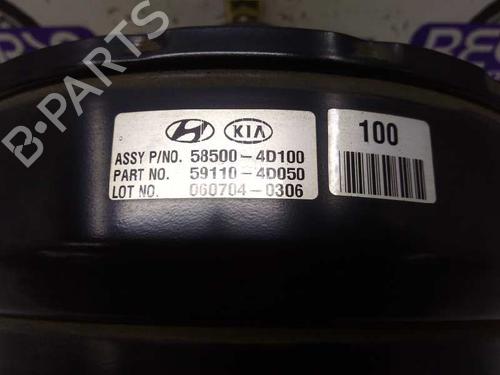 KIA
ASSY P/NO. 58500-4D100
PART NO. 59110-4D050
LOT NO. 060704-0306
100
B-PARTS